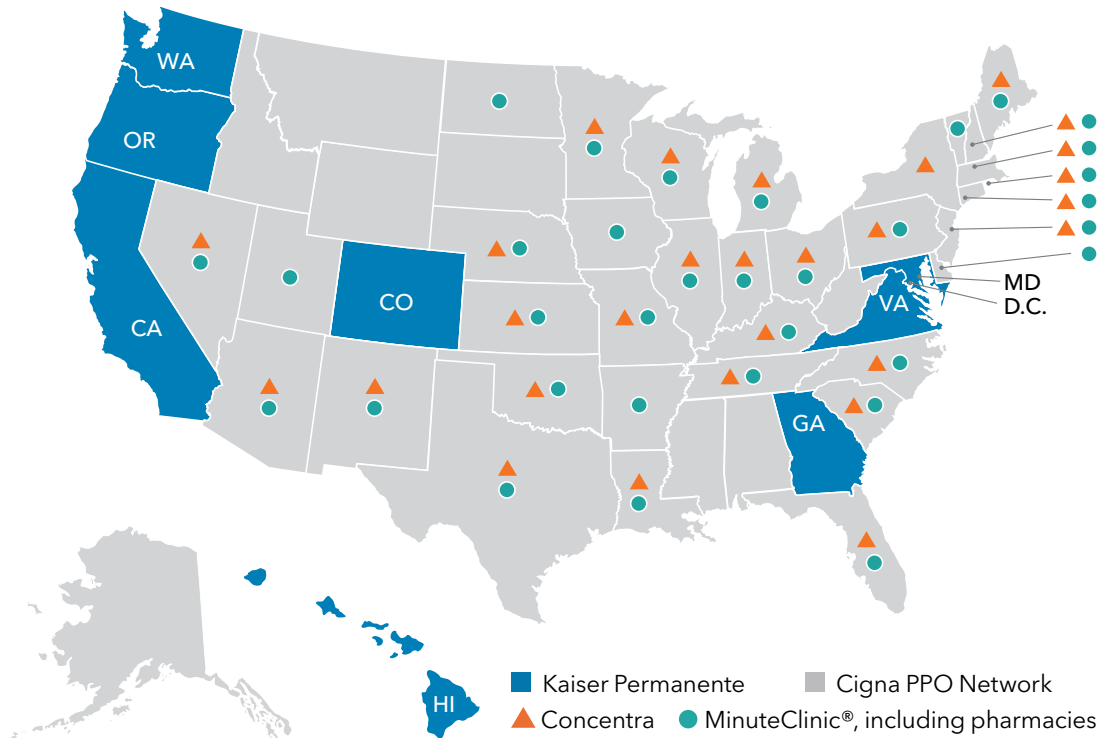 WA
OR
CA
CO
MD
D.C.
VA
GA
HI
Kaiser Permanente
Cigna PPO Network
Concentra
MinuteClinic®, including pharmacies